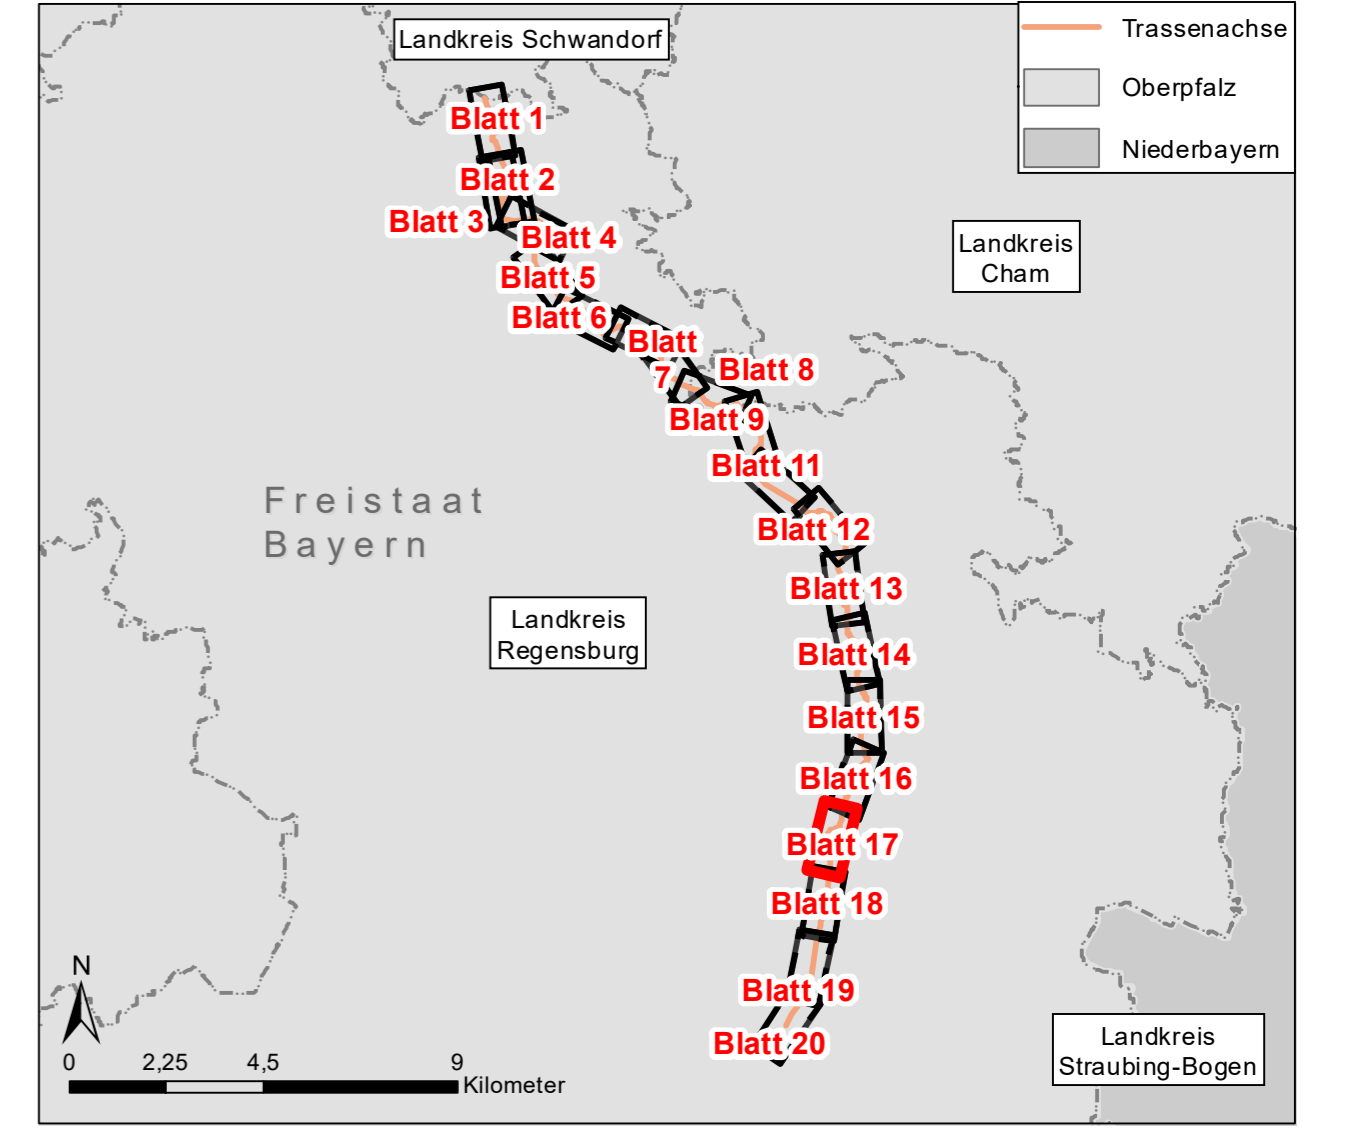 Landkreis Schwandorf
Trassenachse
Oberpfalz
Niederbayern
Blatt 1
Blatt 2
Blatt 3
Blatt 4
Landkreis
Cham
Blatt 5
Blatt 6
Blatt
7
Blatt 8
Blatt 9
Blatt 11
Freistaat
Bayern
Blatt 12
Blatt 13
Landkreis
Regensburg
Blatt 14
Blatt 15
Blatt 16
Blatt 17
Blatt 18
Blatt 19
Blatt 20
N
0 2,25 4,5 9
Kilometer
Landkreis
Straubing-Bogen